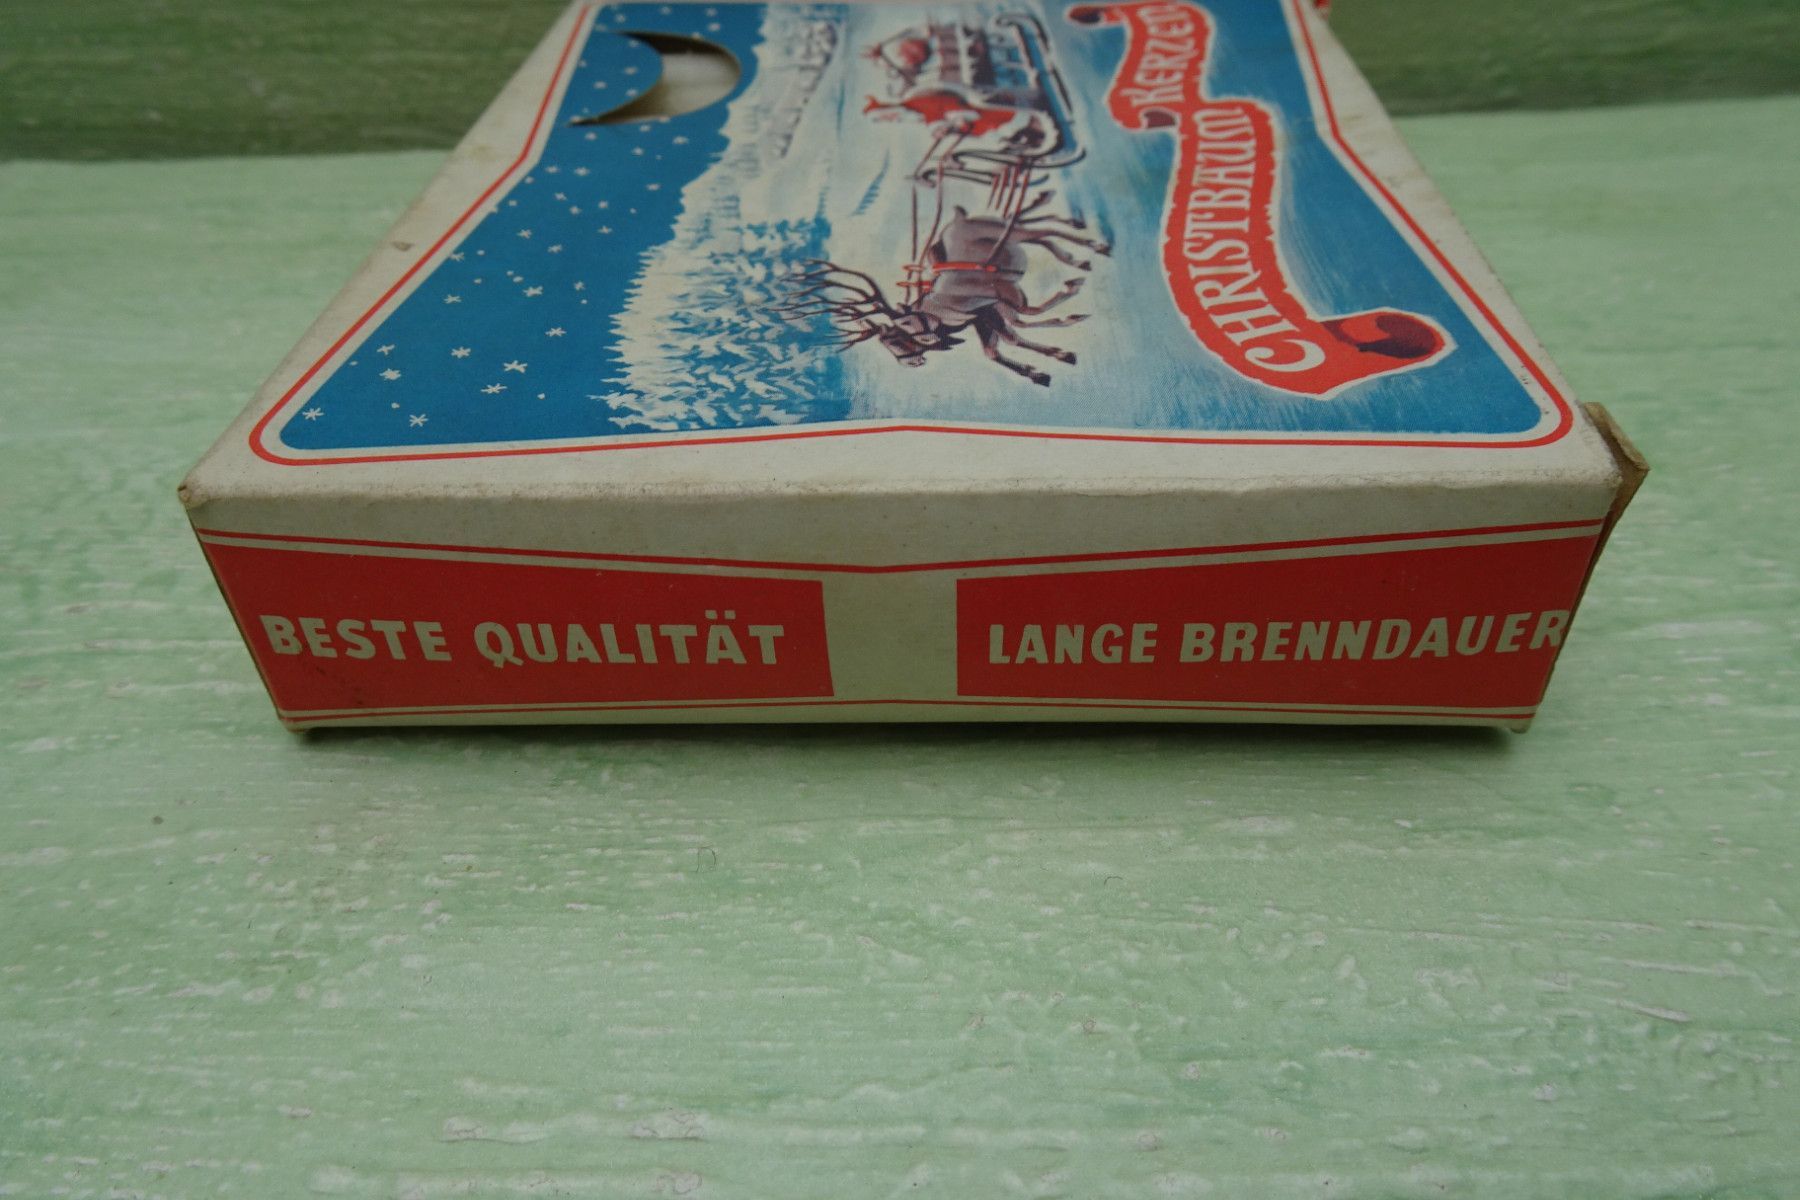 CHRISTBAUM
KERZEN
BESTE QUALITÄT
LANGE BRENNDAUER